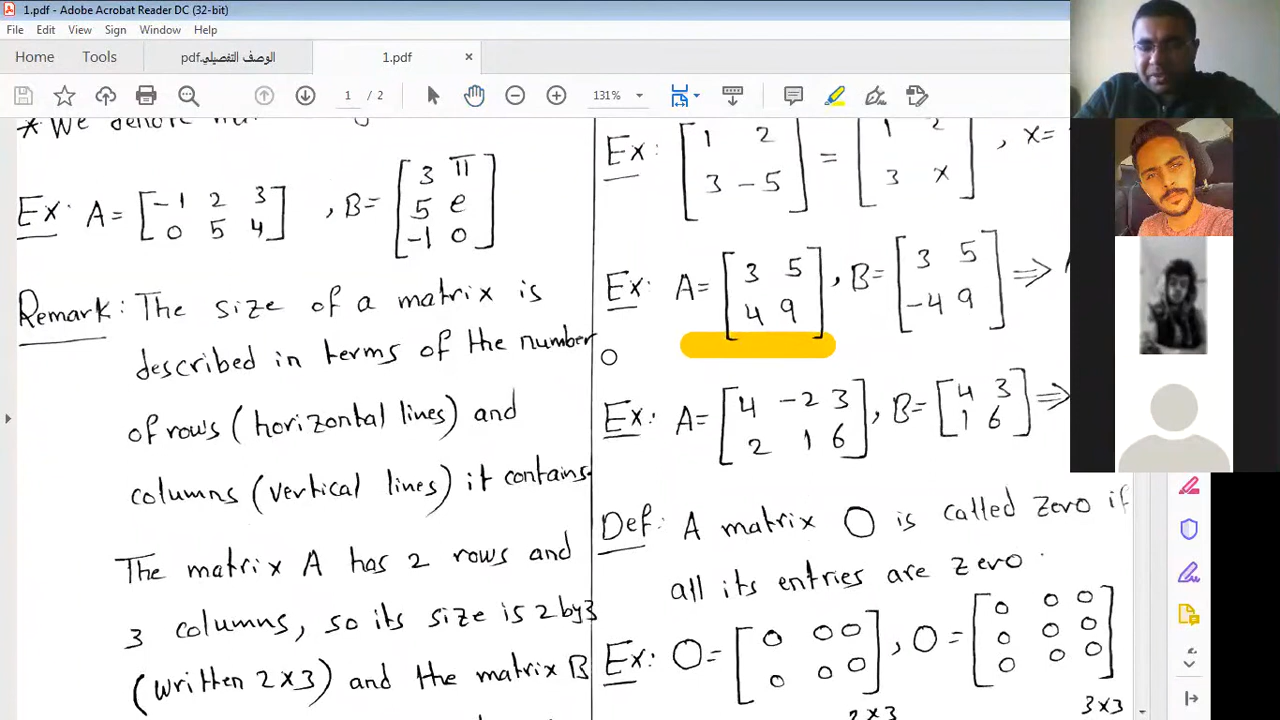 1.pdf - Adobe Acrobat Reader DC (32-bit)
File Edit View Sign Window Help
Home Tools الوصف التفصيلي.pdf 1.pdf ×
1 / 2 131%
*We denote
Ex: A = [-1 2 3
0 5 4] , B = [3 π
5 e
-1 0]
Remark: The size of a matrix is
described in terms of the number
of rows (horizontal lines) and
columns (vertical lines) it contains.
The matrix A has 2 rows and
3 columns, so its size is 2 by 3
(written 2×3) and the matrix B
Ex: [1 2
3 -5] = [1 2
3 x] , x=
Ex: A = [3 5
4 9] , B = [3 5
-4 9] ⇒
Ex: A = [4 -2 3
2 1 6] , B = [4 3
1 6] ⇒
Def: A matrix O is called zero if
all its entries are zero.
Ex: O = [0 0 0
0 0 0] , O = [0 0 0
0 0 0
0 0 0]
2×3 3×3